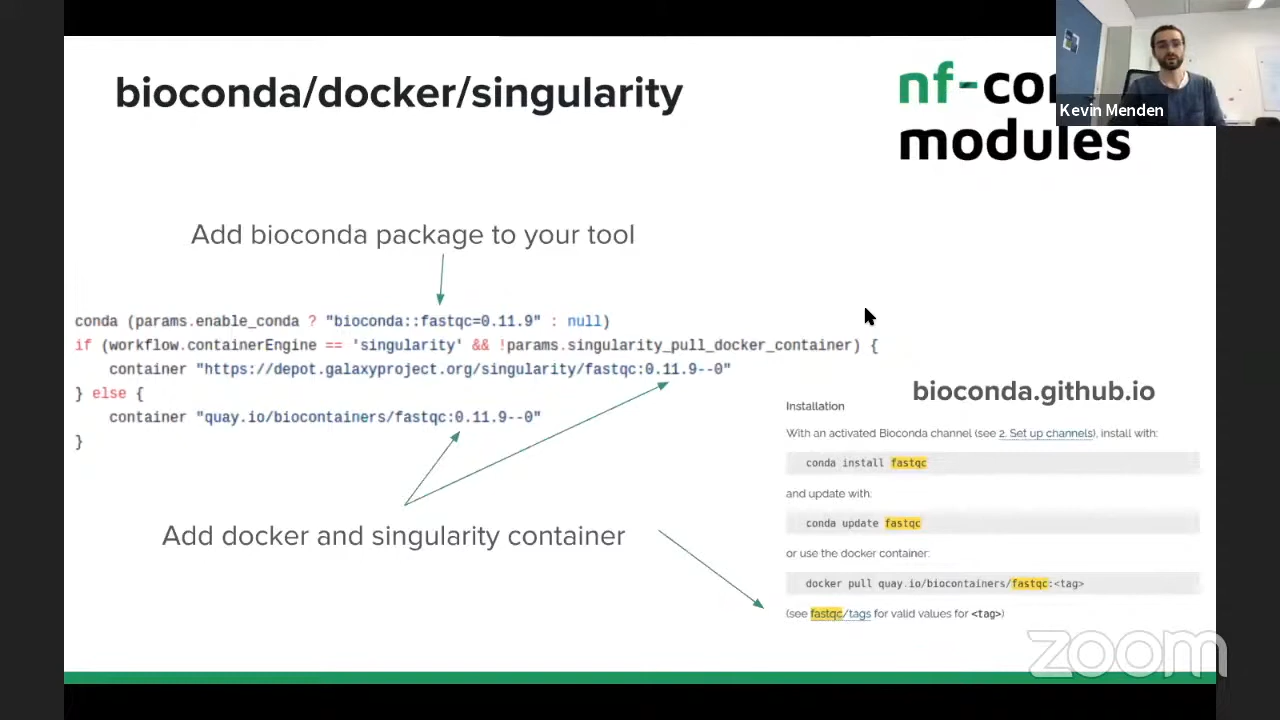 bioconda/docker/singularity
nf-co
modules
Kevin Menden
Add bioconda package to your tool
conda (params.enable_conda ? "bioconda::fastqc=0.11.9" : null)
if (workflow.containerEngine == 'singularity' && !params.singularity_pull_docker_container) {
container "https://depot.galaxyproject.org/singularity/fastqc:0.11.9--0"
} else {
container "quay.io/biocontainers/fastqc:0.11.9--0"
}
Add docker and singularity container
bioconda.github.io
Installation
With an activated Bioconda channel (see 2. Set up channels), install with:
conda install fastqc
and update with:
conda update fastqc
or use the docker container:
docker pull quay.io/biocontainers/fastqc:<tag>
(see fastqc/tags for valid values for <tag>)
zoom